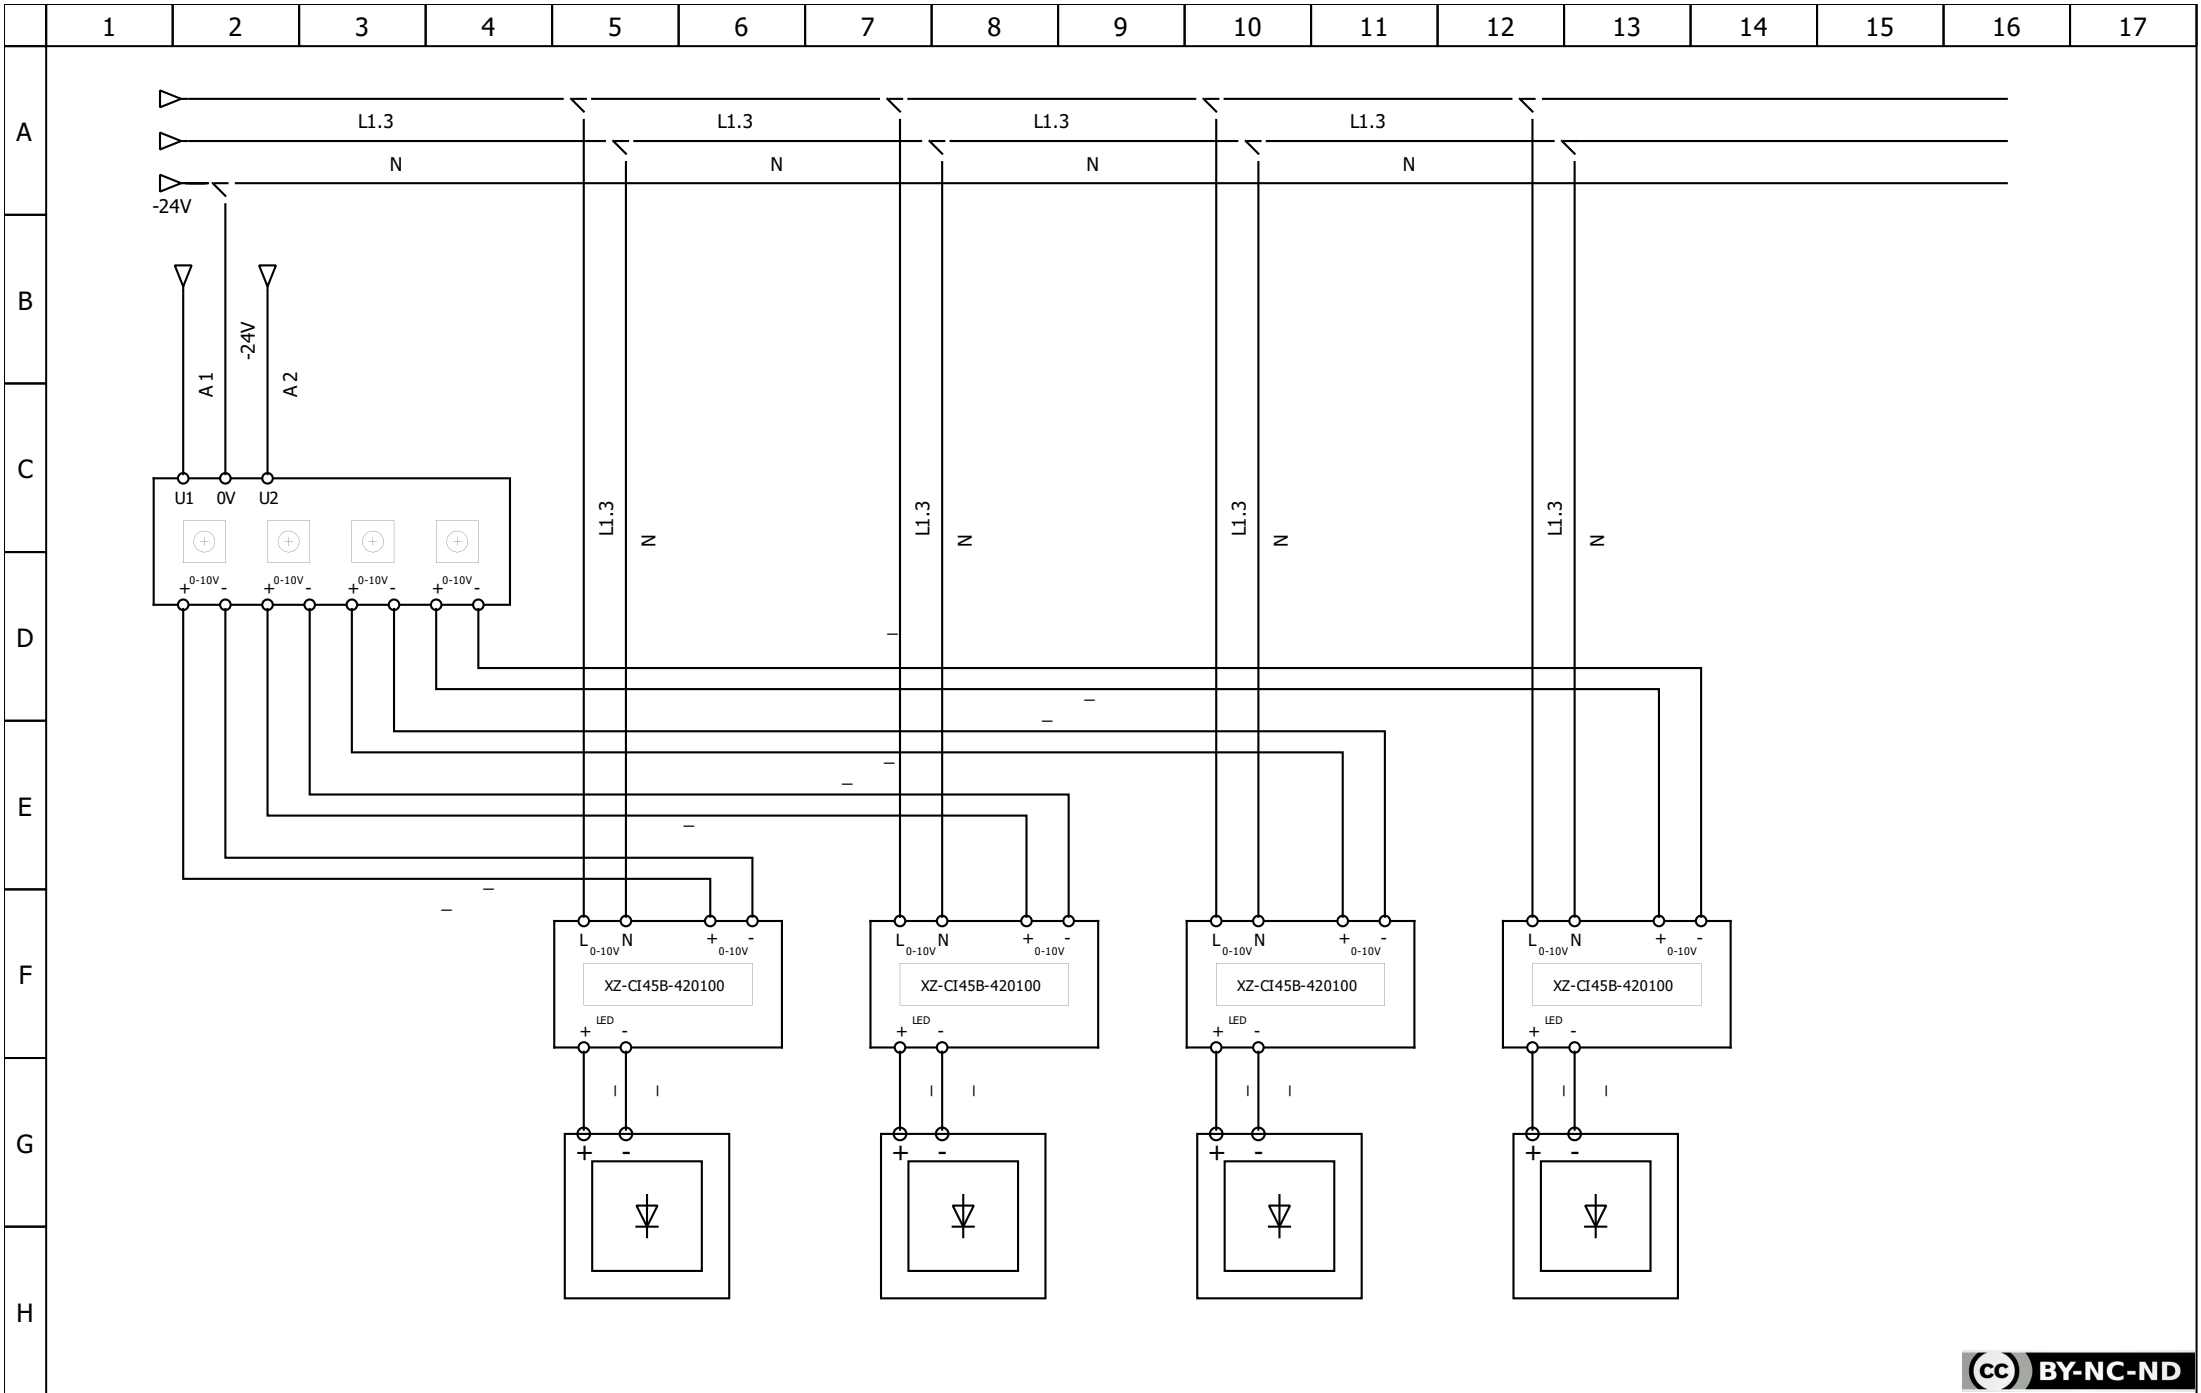 1 2 3 4 5 6 7 8 9 10 11 12 13 14 15 16 17
A
L1.3 L1.3 L1.3 L1.3
N N N N
-24V
B
-24V
A1 A2
C
U1 0V U2
L1.3 N L1.3 N L1.3 N L1.3 N
0-10V 0-10V 0-10V 0-10V
+ - + - + - + -
D
_
_
_
E
_
_
_
_
_
L N + - L N + - L N + - L N + -
0-10V 0-10V 0-10V 0-10V 0-10V 0-10V 0-10V 0-10V
F
XZ-CI45B-420100 XZ-CI45B-420100 XZ-CI45B-420100 XZ-CI45B-420100
LED LED LED LED
+ - + - + - + -
_ _ _ _ _ _ _ _
G
+ - + - + - + -
H
cc BY-NC-ND